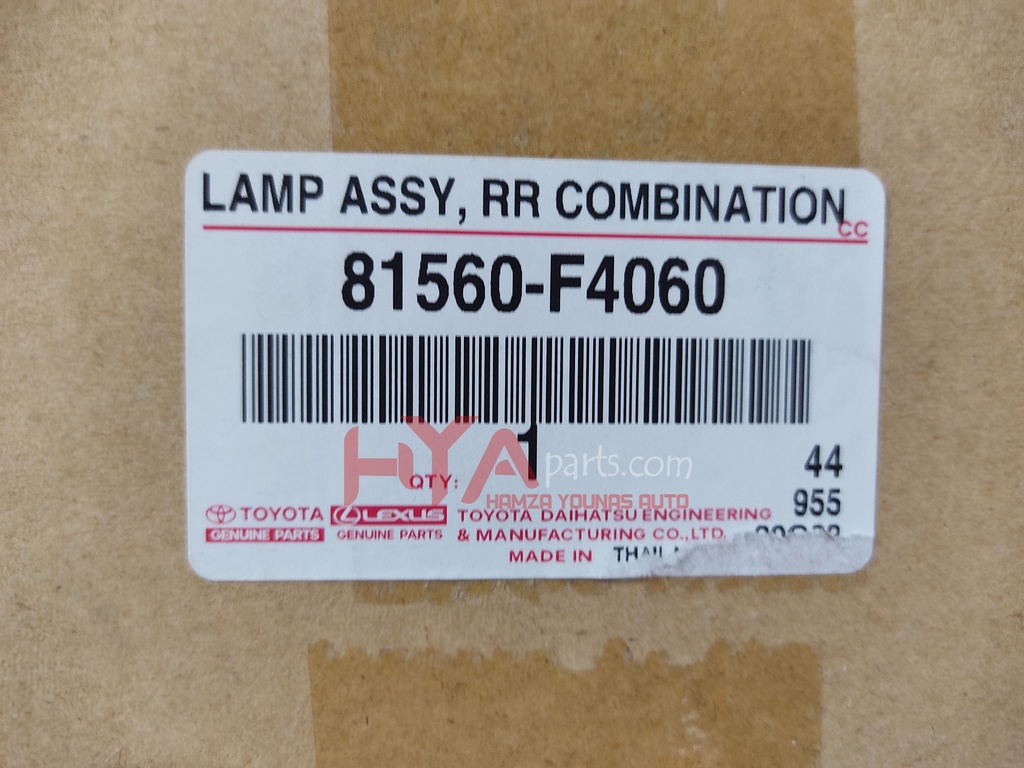 LAMP ASSY, RR COMBINATION
CC
81560-F4060
HYAparts.com
HAMZA YOUNAS AUTO
QTY: 1
44
955
TOYOTA
GENUINE PARTS
LEXUS
GENUINE PARTS
TOYOTA DAIHATSU ENGINEERING
& MANUFACTURING CO.,LTD.
MADE IN